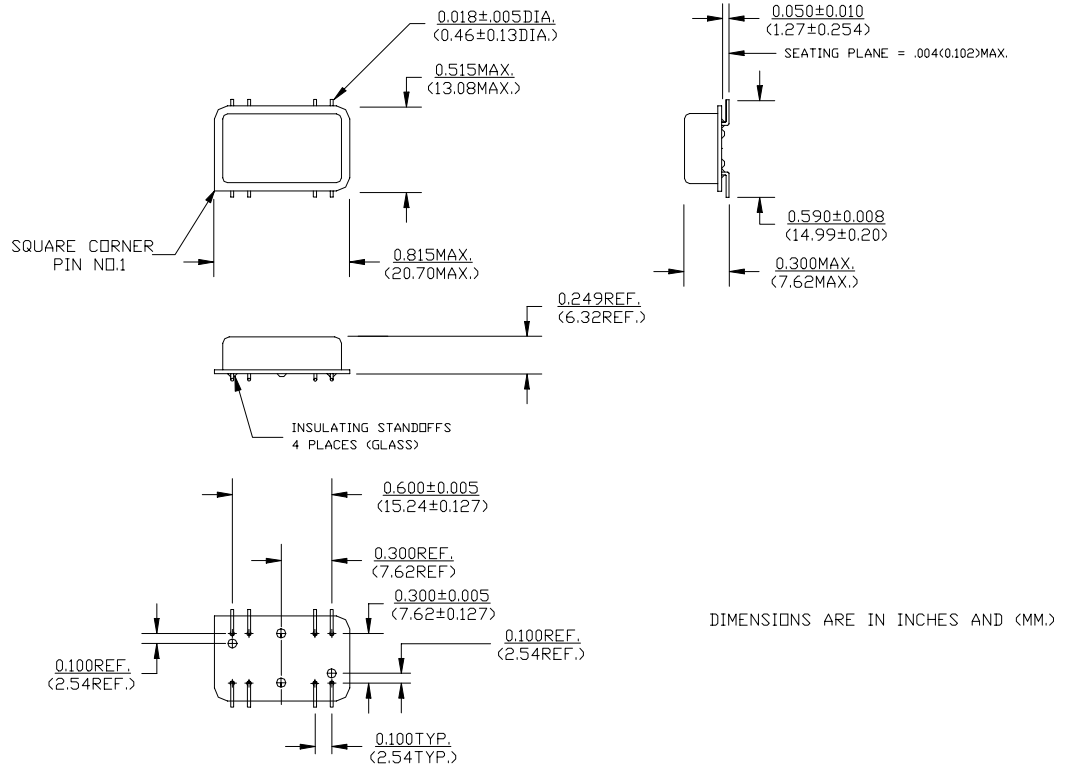 0.018±.005DIA.
(0.46±0.13DIA.)
0.050±0.010
(1.27±0.254)
SEATING PLANE = .004(0.102)MAX.
0.515MAX.
(13.08MAX.)
SQUARE CORNER
PIN NO.1
0.815MAX.
(20.70MAX.)
0.590±0.008
(14.99±0.20)
0.300MAX.
(7.62MAX.)
0.249REF.
(6.32REF.)
INSULATING STANDOFFS
4 PLACES (GLASS)
0.600±0.005
(15.24±0.127)
0.300REF.
(7.62REF)
0.300±0.005
(7.62±0.127)
0.100REF.
(2.54REF.)
0.100REF.
(2.54REF.)
0.100TYP.
(2.54TYP.)
DIMENSIONS ARE IN INCHES AND (MM.)